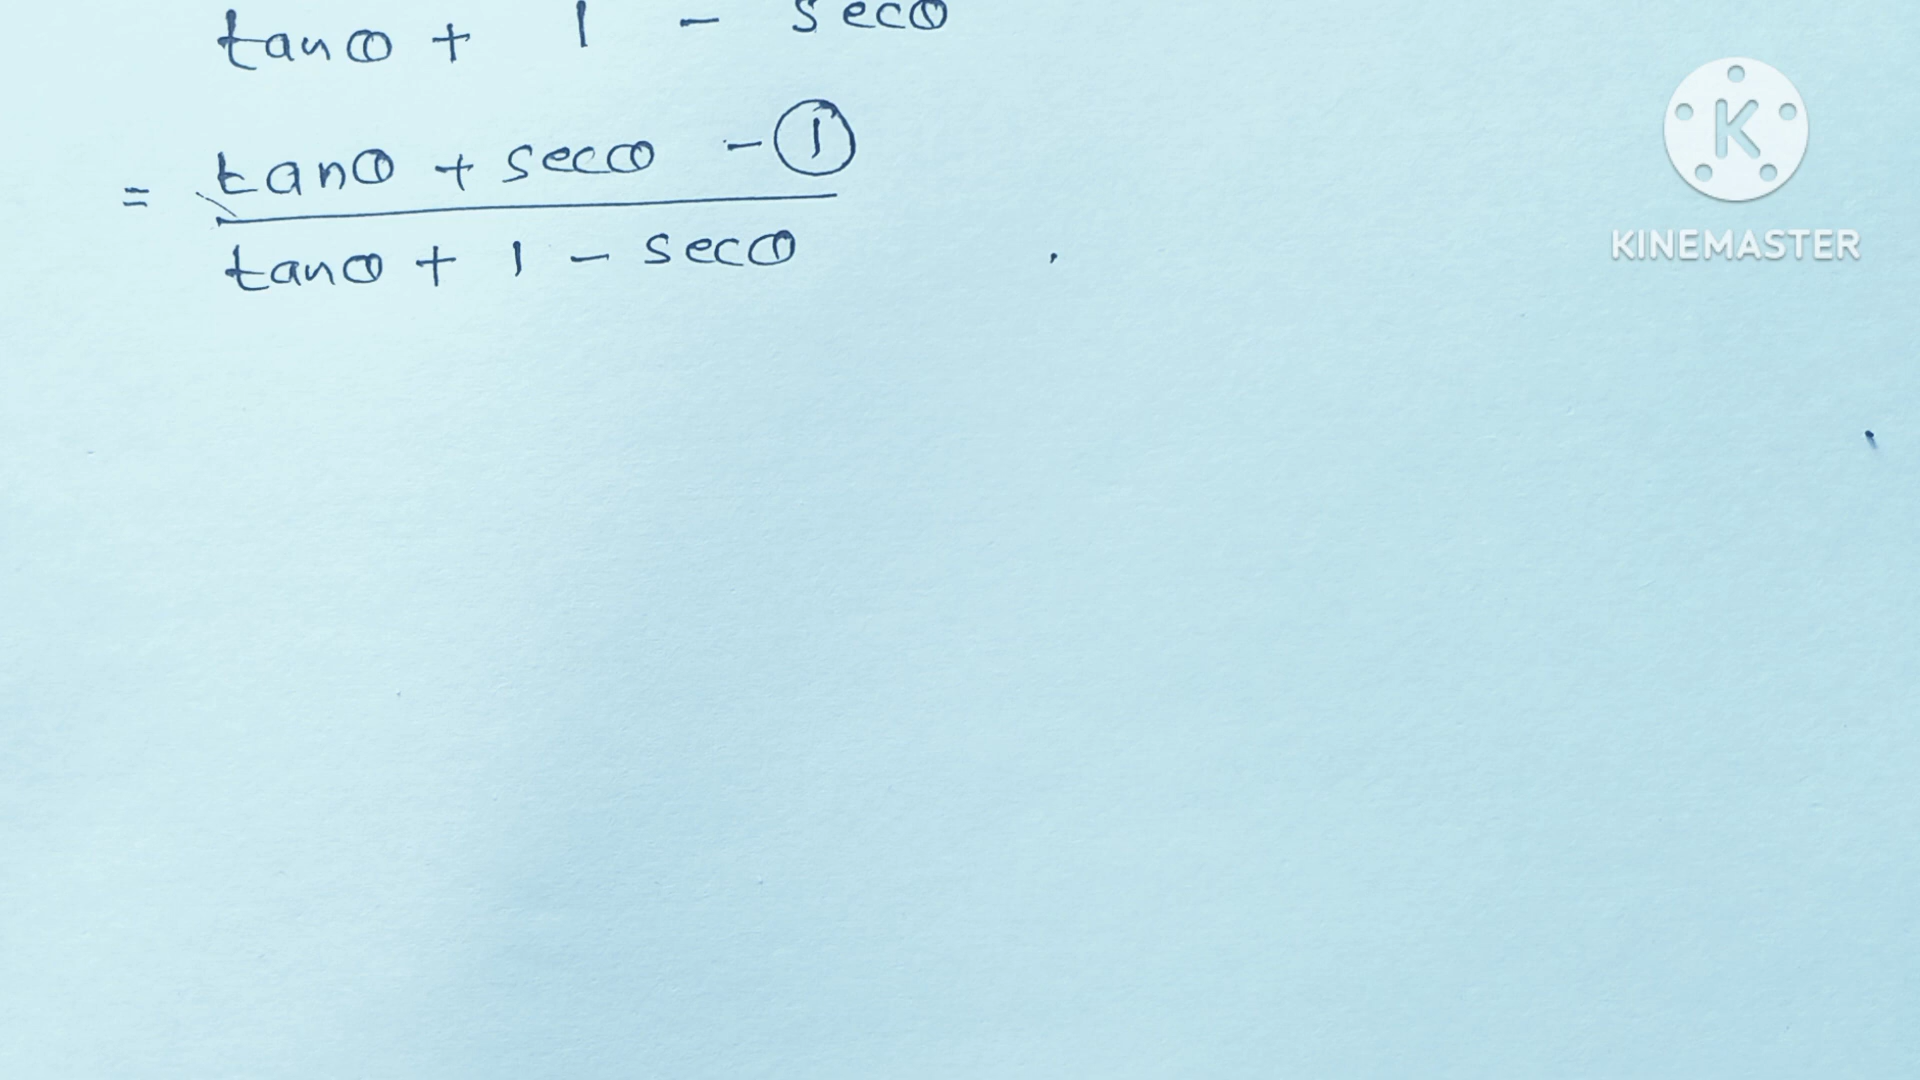 tanθ + 1 - secθ
= tanθ + secθ - 1
tanθ + 1 - secθ
K
KINEMASTER